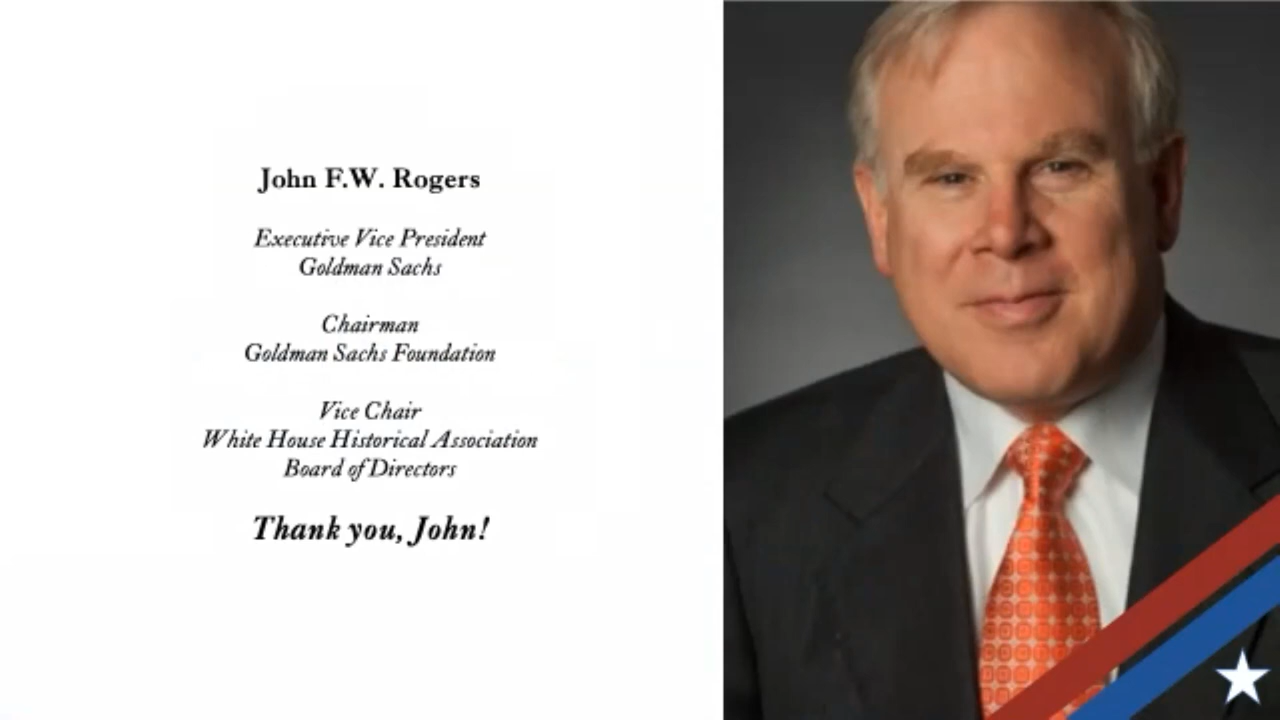 John F.W. Rogers
Executive Vice President
Goldman Sachs
Chairman
Goldman Sachs Foundation
Vice Chair
White House Historical Association
Board of Directors
Thank you, John!